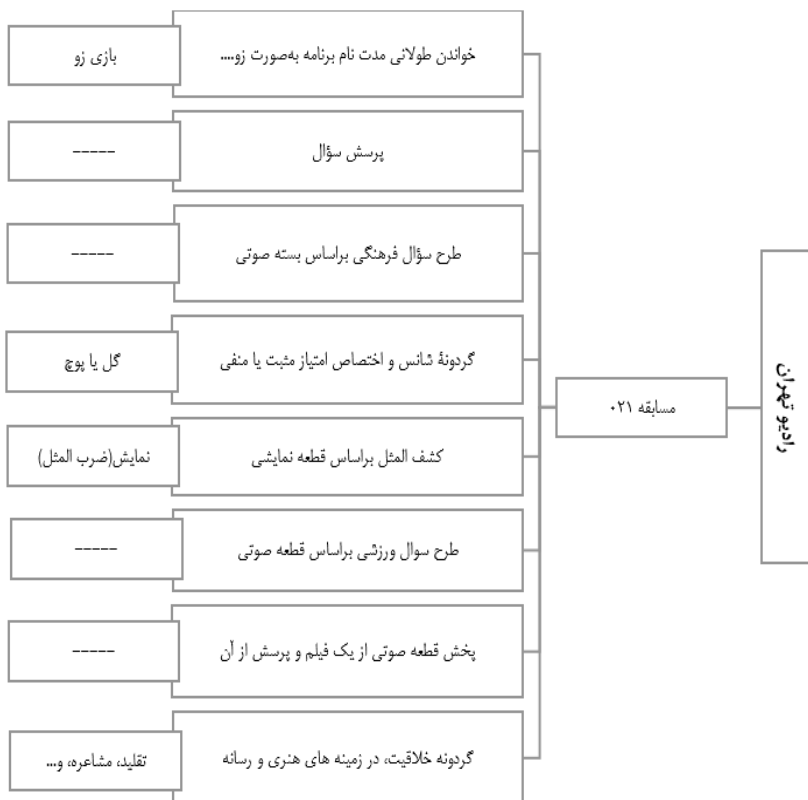 رادیو تهران
مسابقه ۰۲۱
خواندن طولانی مدت نام برنامه به‌صورت زو....
بازی زو
پرسش سؤال
-----
طرح سؤال فرهنگی براساس بسته صوتی
-----
گردونهٔ شانس و اختصاص امتیاز مثبت یا منفی
گل یا پوچ
کشف المثل براساس قطعه نمایشی
نمایش(ضرب المثل)
طرح سوال ورزشی براساس قطعه صوتی
-----
پخش قطعه صوتی از یک فیلم و پرسش از آن
-----
گردونه خلاقیت، در زمینه های هنری و رسانه
تقلید، مشاعره، و...